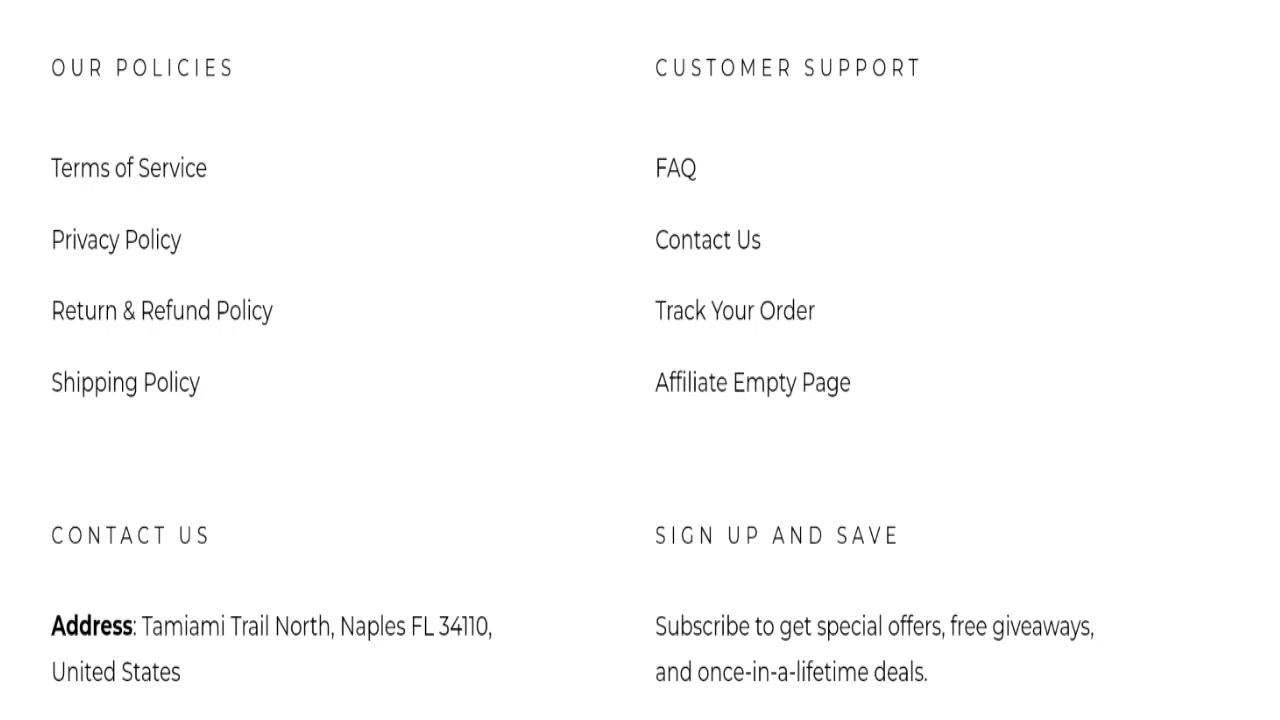 OUR POLICIES
Terms of Service
Privacy Policy
Return & Refund Policy
Shipping Policy
CUSTOMER SUPPORT
FAQ
Contact Us
Track Your Order
Affiliate Empty Page
CONTACT US
Address: Tamiami Trail North, Naples FL 34110,
United States
SIGN UP AND SAVE
Subscribe to get special offers, free giveaways,
and once-in-a-lifetime deals.